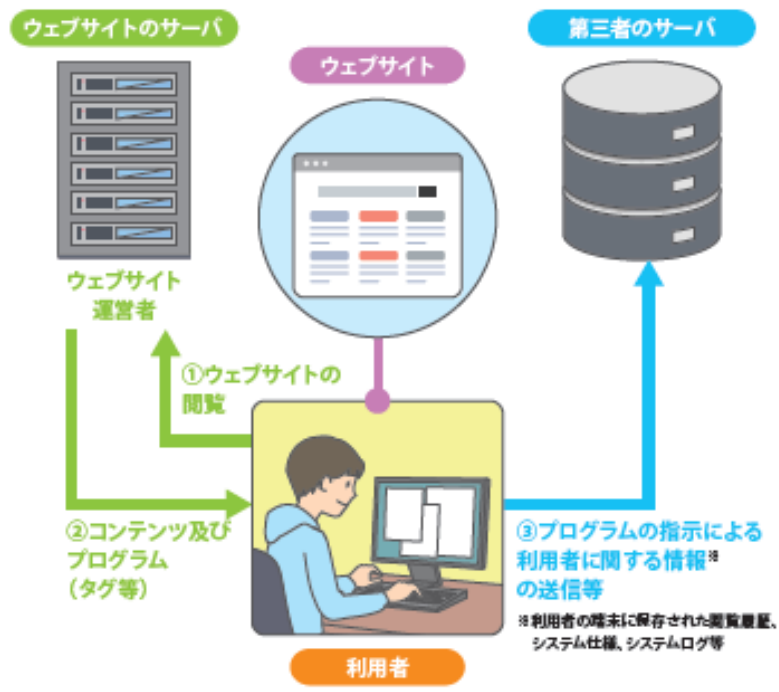 ウェブサイトのサーバ
第三者のサーバ
ウェブサイト
ウェブサイト
運営者
①ウェブサイトの
閲覧
②コンテンツ及び
プログラム
(タグ等)
③プログラムの指示による
利用者に関する情報※
の送信等
※利用者の端末に保存された閲覧履歴、
システム仕様、システムログ等
利用者